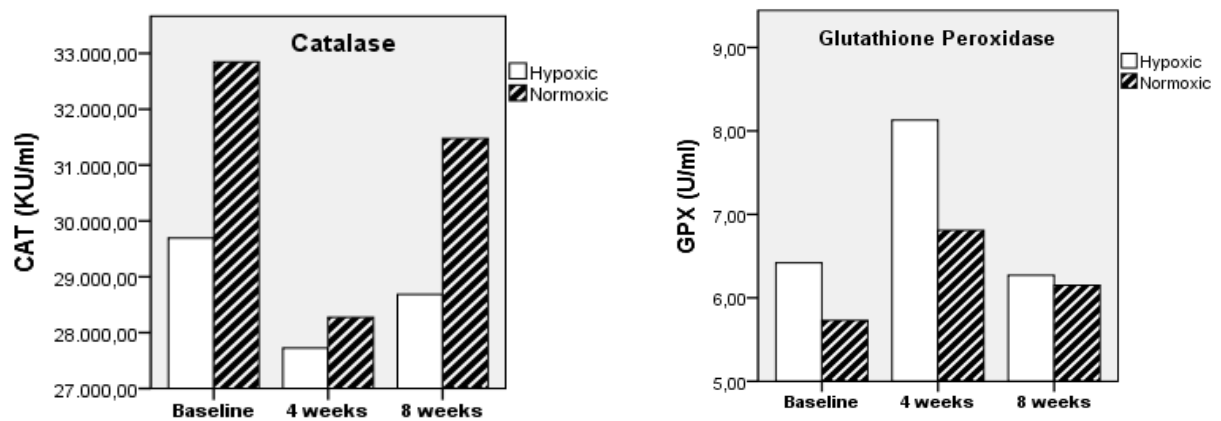 Catalase
CAT (KU/ml)
33.000,00
32.000,00
31.000,00
30.000,00
29.000,00
28.000,00
27.000,00
Baseline
4 weeks
8 weeks
Hypoxic
Normoxic
Glutathione Peroxidase
GPX (U/ml)
9,00
8,00
7,00
6,00
5,00
Baseline
4 weeks
8 weeks
Hypoxic
Normoxic